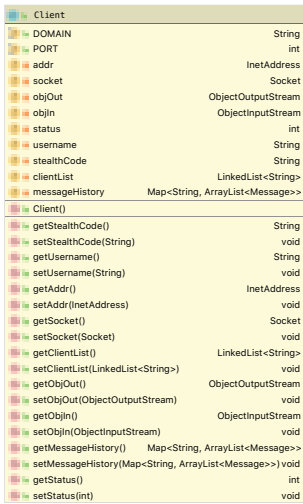 Client
DOMAIN String
PORT int
addr InetAddress
socket Socket
objOut ObjectOutputStream
objIn ObjectInputStream
status int
username String
stealthCode String
clientList LinkedList<String>
messageHistory Map<String, ArrayList<Message>>
Client()
getStealthCode() String
setStealthCode(String) void
getUsername() String
setUsername(String) void
getAddr() InetAddress
setAddr(InetAddress) void
getSocket() Socket
setSocket(Socket) void
getClientList() LinkedList<String>
setClientList(LinkedList<String>) void
getObjOut() ObjectOutputStream
setObjOut(ObjectOutputStream) void
getObjIn() ObjectInputStream
setObjIn(ObjectInputStream) void
getMessageHistory() Map<String, ArrayList<Message>>
setMessageHistory(Map<String, ArrayList<Message>>) void
getStatus() int
setStatus(int) void